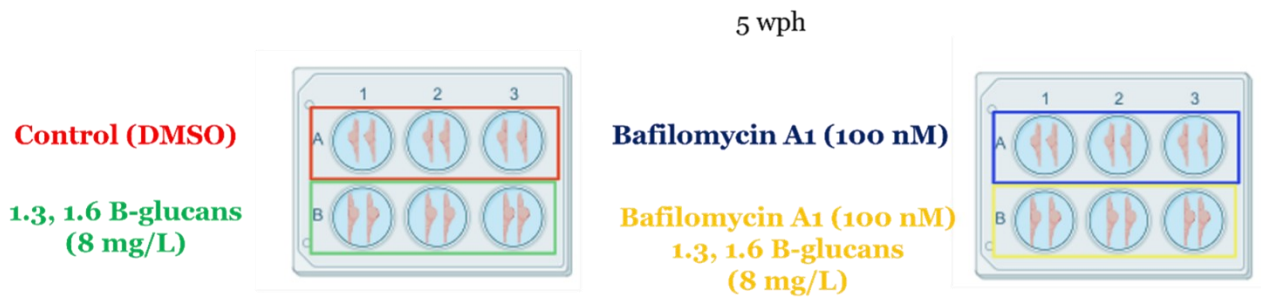 5 wph
Control (DMSO)
1.3, 1.6 B-glucans
(8 mg/L)
1 2 3
A
B
Bafilomycin A1 (100 nM)
Bafilomycin A1 (100 nM)
1.3, 1.6 B-glucans
(8 mg/L)
1 2 3
A
B